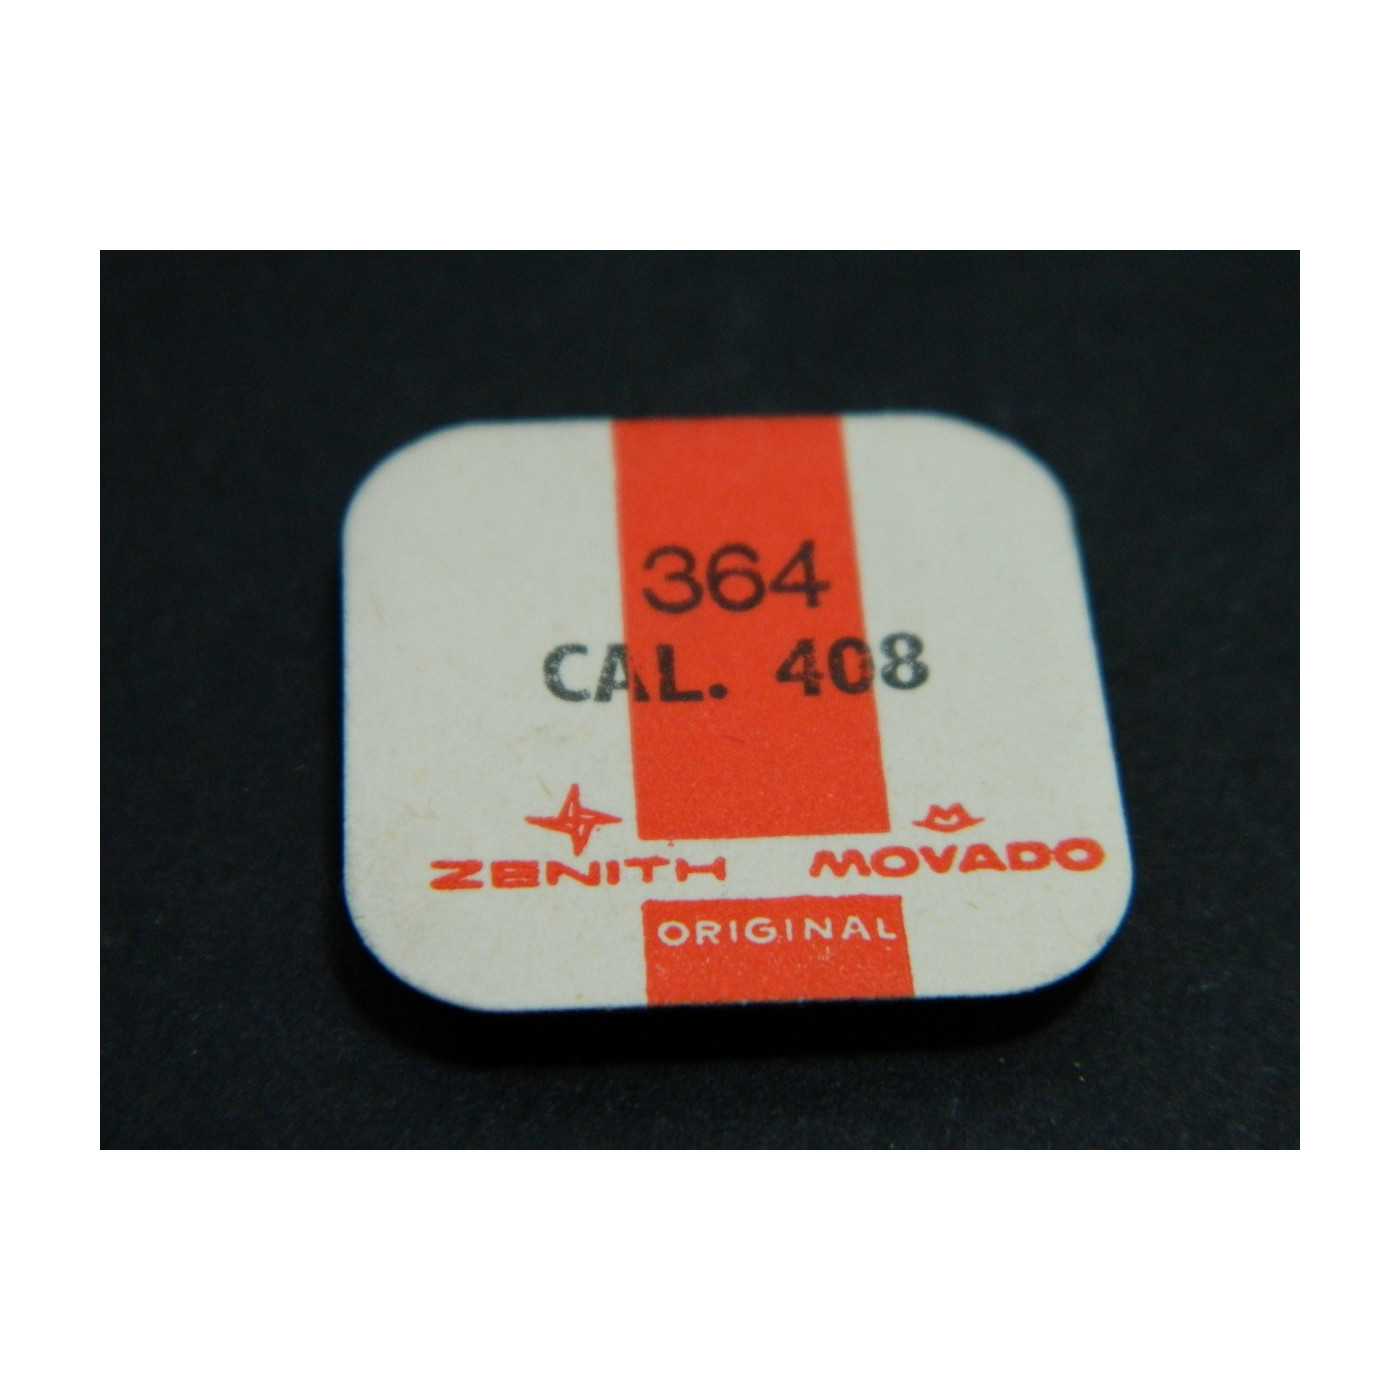 364
CAL. 408
ZENITH MOVADO
ORIGINAL